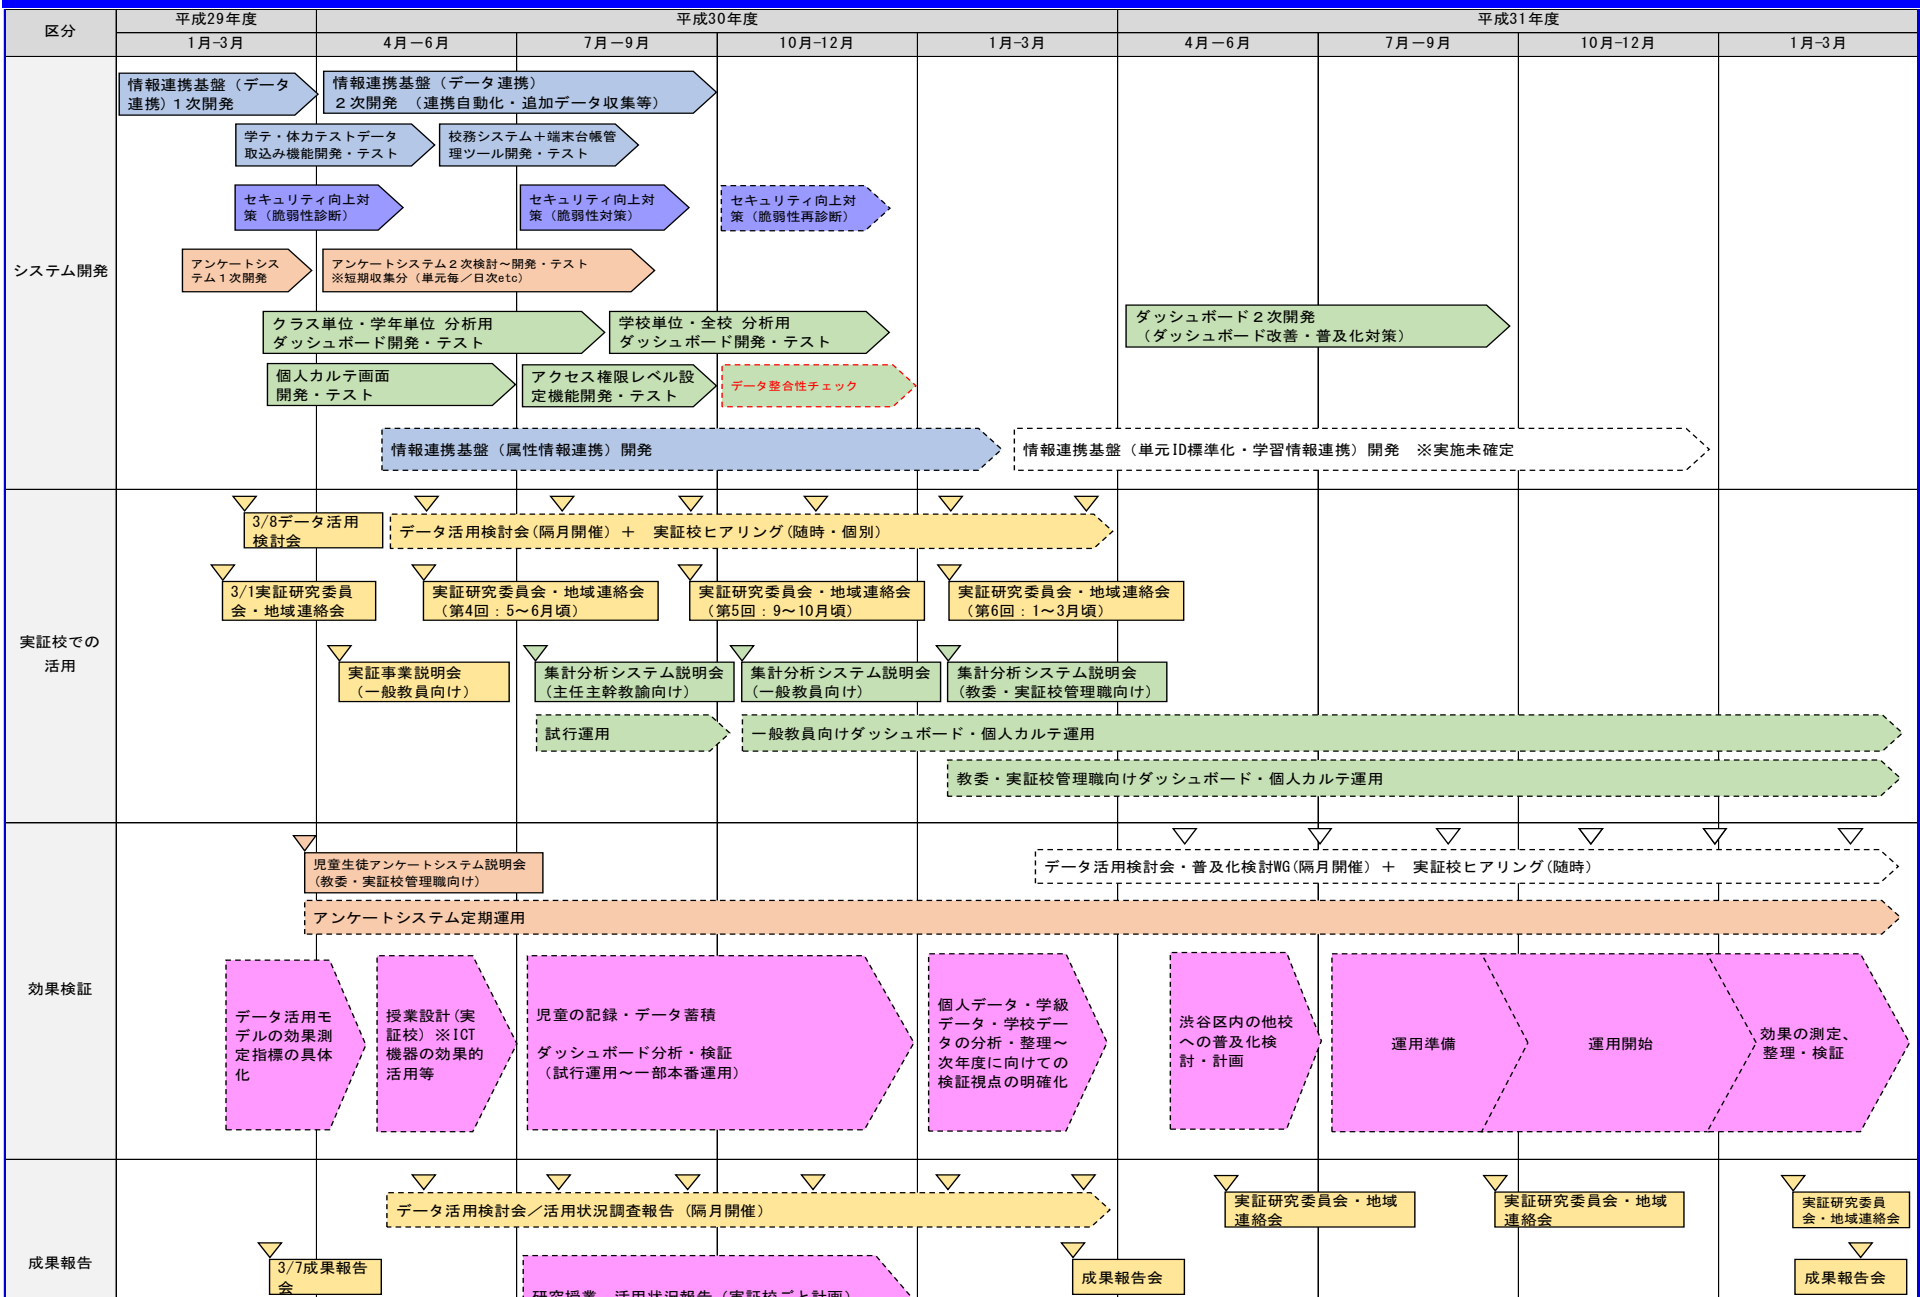 区分
平成29年度
平成30年度
平成31年度
1月-3月
4月－6月
7月－9月
10月-12月
1月-3月
4月－6月
7月－9月
10月-12月
1月-3月
システム開発
情報連携基盤（データ
連携）１次開発
情報連携基盤（データ連携）
２次開発　（連携自動化・追加データ収集等）
学テ・体力テストデータ
取込み機能開発・テスト
校務システム＋端末台帳管
理ツール開発・テスト
セキュリティ向上対
策（脆弱性診断）
セキュリティ向上対
策（脆弱性対策）
セキュリティ向上対
策（脆弱性再診断）
アンケートシス
テム１次開発
アンケートシステム２次検討～開発・テスト
※短期収集分（単元毎／日次etc）
クラス単位・学年単位 分析用
ダッシュボード開発・テスト
学校単位・全校 分析用
ダッシュボード開発・テスト
ダッシュボード２次開発
（ダッシュボード改善・普及化対策）
個人カルテ画面
開発・テスト
アクセス権限レベル設
定機能開発・テスト
データ整合性チェック
情報連携基盤（属性情報連携）開発
情報連携基盤（単元ID標準化・学習情報連携）開発　※実施未確定
実証校での
活用
3/8データ活用
検討会
データ活用検討会(隔月開催）＋　実証校ヒアリング(随時・個別）
3/1実証研究委員
会・地域連絡会
実証研究委員会・地域連絡会
（第4回：5～6月頃）
実証研究委員会・地域連絡会
（第5回：9～10月頃）
実証研究委員会・地域連絡会
（第6回：1～3月頃）
実証事業説明会
（一般教員向け）
集計分析システム説明会
（主任主幹教諭向け）
集計分析システム説明会
（一般教員向け）
集計分析システム説明会
（教委・実証校管理職向け）
試行運用
一般教員向けダッシュボード・個人カルテ運用
教委・実証校管理職向けダッシュボード・個人カルテ運用
効果検証
児童生徒アンケートシステム説明会
（教委・実証校管理職向け）
データ活用検討会・普及化検討WG(隔月開催）＋　実証校ヒアリング(随時）
アンケートシステム定期運用
データ活用モ
デルの効果測
定指標の具体
化
授業設計(実
証校）※ICT
機器の効果的
活用等
児童の記録・データ蓄積
ダッシュボード分析・検証
（試行運用～一部本番運用）
個人データ・学級
データ・学校デー
タの分析・整理～
次年度に向けての
検証視点の明確化
渋谷区内の他校
への普及化検
討・計画
運用準備
運用開始
効果の測定、
整理・検証
成果報告
データ活用検討会／活用状況調査報告（隔月開催）
実証研究委員会・地域
連絡会
実証研究委員会・地域
連絡会
実証研究委員
会・地域連絡会
3/7成果報告
会
研究授業、活用状況報告（実証校ごと計画）
成果報告会
成果報告会